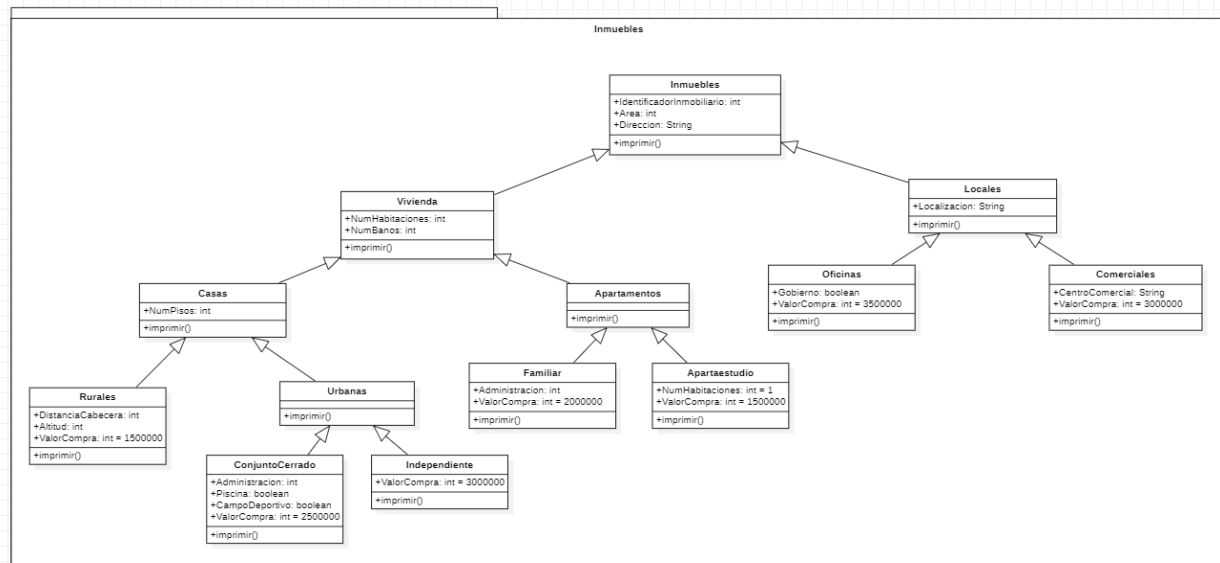 Inmuebles
Inmuebles
+IdentificadorInmobiliario: int
+Area: int
+Direccion: String
+imprimir()
Vivienda
+NumHabitaciones: int
+NumBanos: int
+imprimir()
Locales
+Localizacion: String
+imprimir()
Casas
+NumPisos: int
+imprimir()
Apartamentos
+imprimir()
Oficinas
+Gobierno: boolean
+ValorCompra: int = 3500000
+imprimir()
Comerciales
+CentroComercial: String
+ValorCompra: int = 3000000
+imprimir()
Rurales
+DistanciaCabecera: int
+Altitud: int
+ValorCompra: int = 1500000
+imprimir()
Urbanas
+imprimir()
Familiar
+Administracion: int
+ValorCompra: int = 2000000
+imprimir()
Apartaestudio
+NumHabitaciones: int = 1
+ValorCompra: int = 1500000
+imprimir()
ConjuntoCerrado
+Administracion: int
+Piscina: boolean
+CampoDeportivo: boolean
+ValorCompra: int = 2500000
+imprimir()
Independiente
+ValorCompra: int = 3000000
+imprimir()